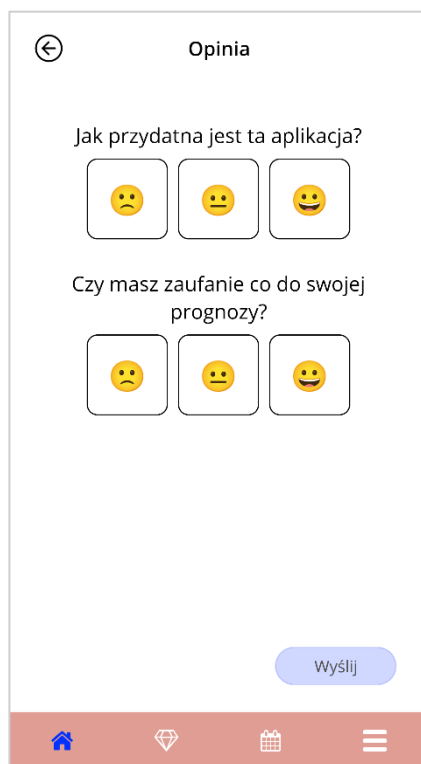 Opinia
Jak przydatna jest ta aplikacja?
Czy masz zaufanie co do swojej
prognozy?
Wyślij